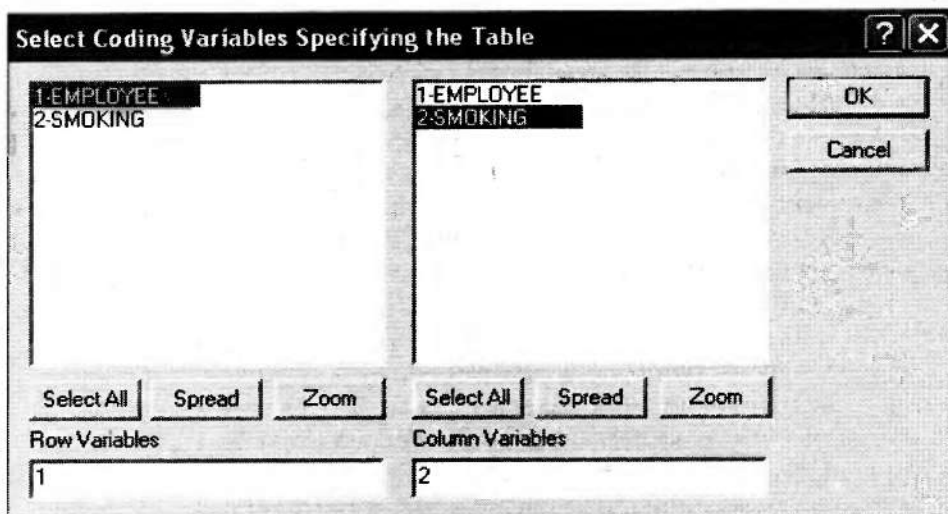 Select Coding Variables Specifying the Table ? X
1-EMPLOYEE
2-SMOKING
1-EMPLOYEE
2-SMOKING
OK
Cancel
Select All Spread Zoom
Select All Spread Zoom
Row Variables
1
Column Variables
2